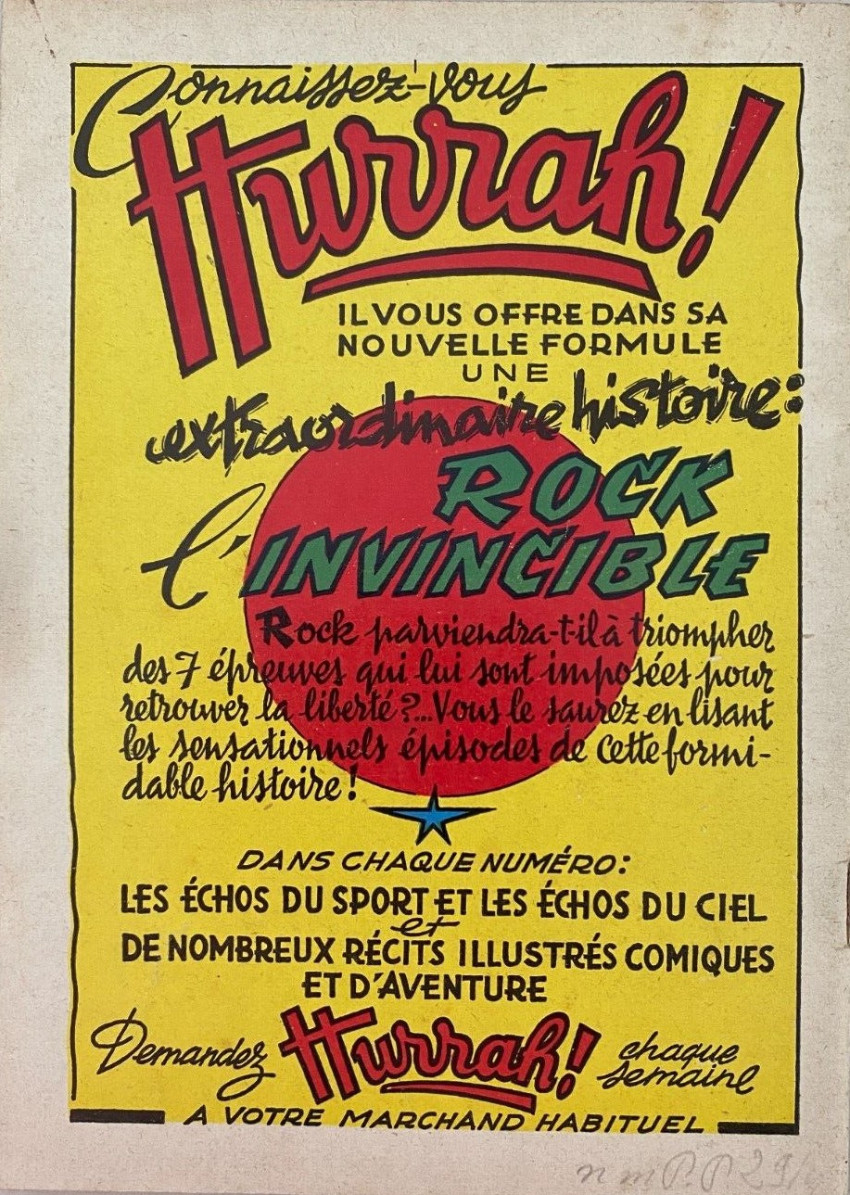 Connaissez-vous
Hurrah!
IL VOUS OFFRE DANS SA
NOUVELLE FORMULE
UNE
extraordinaire histoire:
ROCK
l'INVINCIBLE
Rock parviendra-t-il à triompher
des 7 épreuves qui lui sont imposées pour
retrouver la liberté ?... Vous le saurez en lisant
les sensationnels épisodes de cette formi-
dable histoire !
DANS CHAQUE NUMÉRO:
LES ÉCHOS DU SPORT ET LES ÉCHOS DU CIEL
et
DE NOMBREUX RÉCITS ILLUSTRÉS COMIQUES
ET D'AVENTURE
Demandez Hurrah! chaque
semaine
A VOTRE MARCHAND HABITUEL